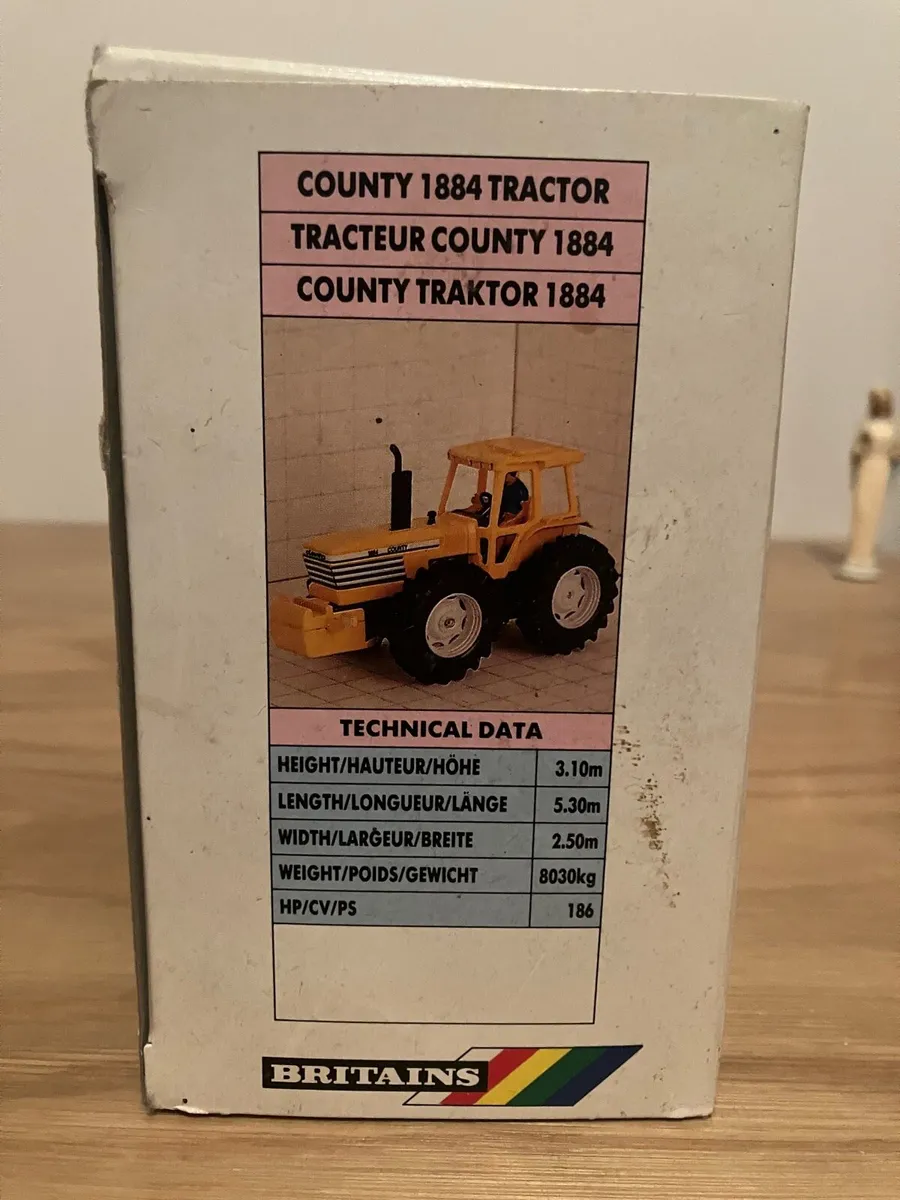 COUNTY 1884 TRACTOR
TRACTEUR COUNTY 1884
COUNTY TRAKTOR 1884
COUNTY
TECHNICAL DATA
HEIGHT/HAUTEUR/HÖHE 3.10m
LENGTH/LONGUEUR/LÄNGE 5.30m
WIDTH/LARGEUR/BREITE 2.50m
WEIGHT/POIDS/GEWICHT 8030kg
HP/CV/PS 186
BRITAINS